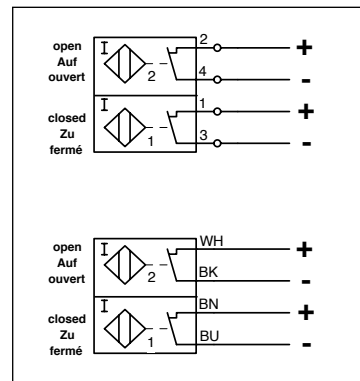 open
Auf
ouvert
I
2
2
+
4
-
closed
Zu
fermé
I
1
1
+
3
-
open
Auf
ouvert
I
2
WH
+
BK
-
closed
Zu
fermé
I
1
BN
+
BU
-